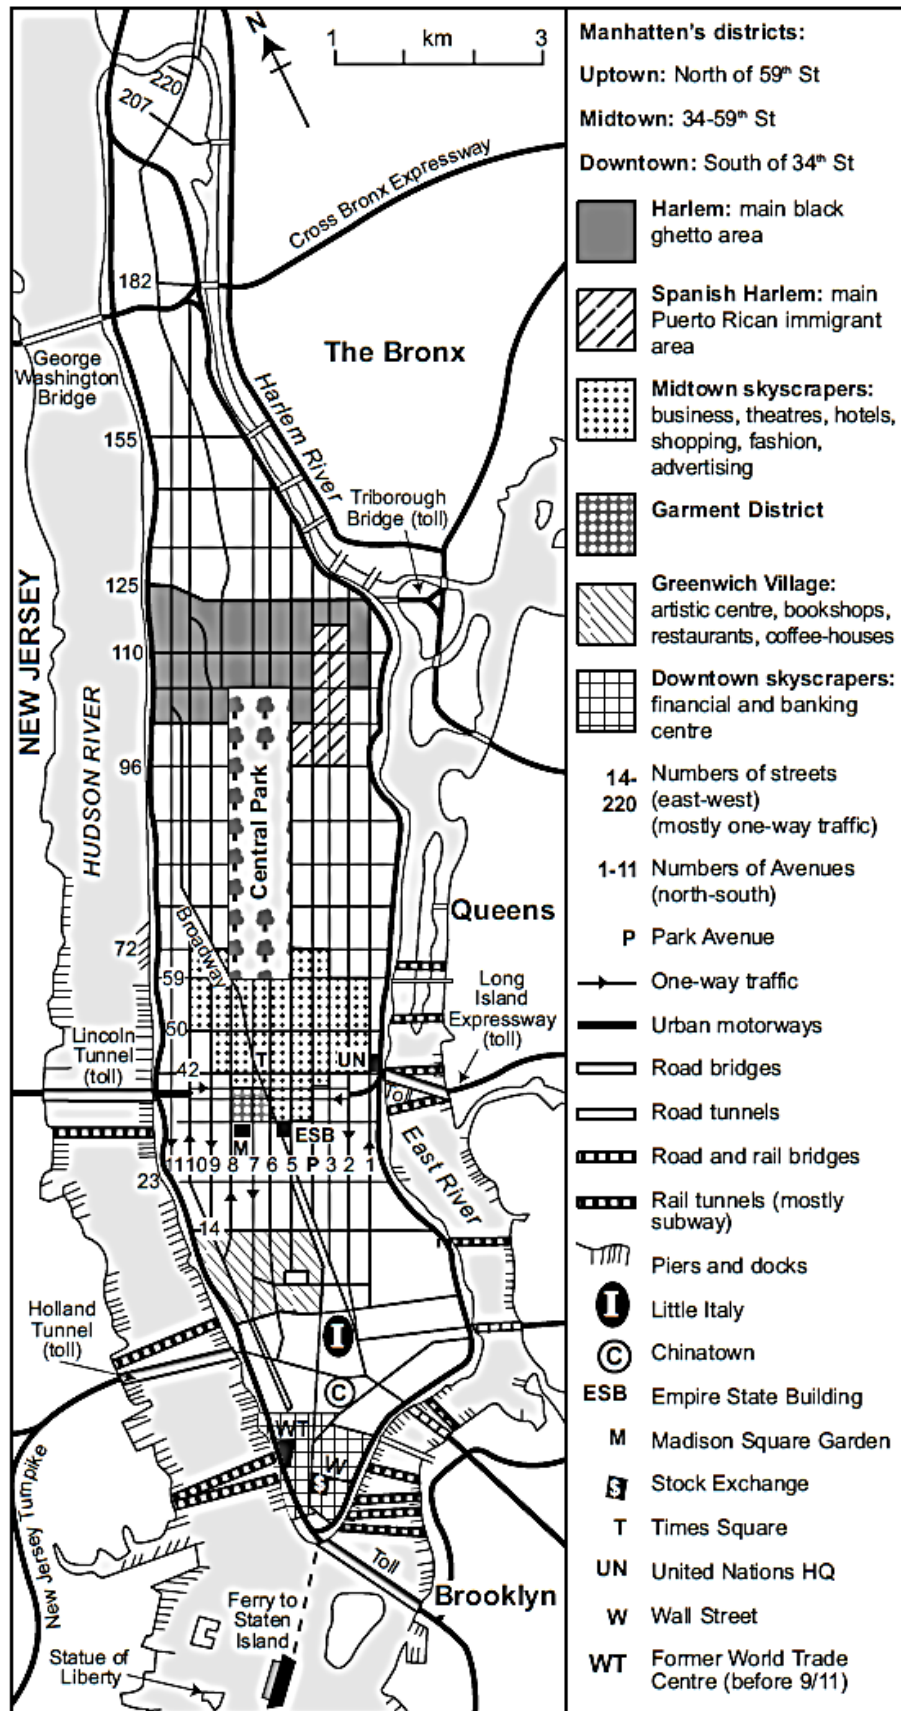 N
1 km 3
220
207
Cross Bronx Expressway
182
George
Washington
Bridge
The Bronx
Harlem River
155
Triborough
Bridge (toll)
NEW JERSEY
125
110
HUDSON RIVER
96
Central Park
Queens
Broadway
72
59
Long
Island
Expressway
(toll)
Lincoln
Tunnel
(toll)
50
T
UN
42
Toll
ESB
M
East River
11 10 9 8 7 6 5 P 3 2 1
23
14
Holland
Tunnel
(toll)
I
C
WT
W
$
New Jersey Turnpike
Toll
Brooklyn
Ferry to
Staten
Island
Statue of
Liberty
Manhatten's districts:
Uptown: North of 59th St
Midtown: 34-59th St
Downtown: South of 34th St
Harlem: main black
ghetto area
Spanish Harlem: main
Puerto Rican immigrant
area
Midtown skyscrapers:
business, theatres, hotels,
shopping, fashion,
advertising
Garment District
Greenwich Village:
artistic centre, bookshops,
restaurants, coffee-houses
Downtown skyscrapers:
financial and banking
centre
14- Numbers of streets
220 (east-west)
(mostly one-way traffic)
1-11 Numbers of Avenues
(north-south)
P Park Avenue
One-way traffic
Urban motorways
Road bridges
Road tunnels
Road and rail bridges
Rail tunnels (mostly
subway)
Piers and docks
I Little Italy
C Chinatown
ESB Empire State Building
M Madison Square Garden
$ Stock Exchange
T Times Square
UN United Nations HQ
W Wall Street
WT Former World Trade
Centre (before 9/11)